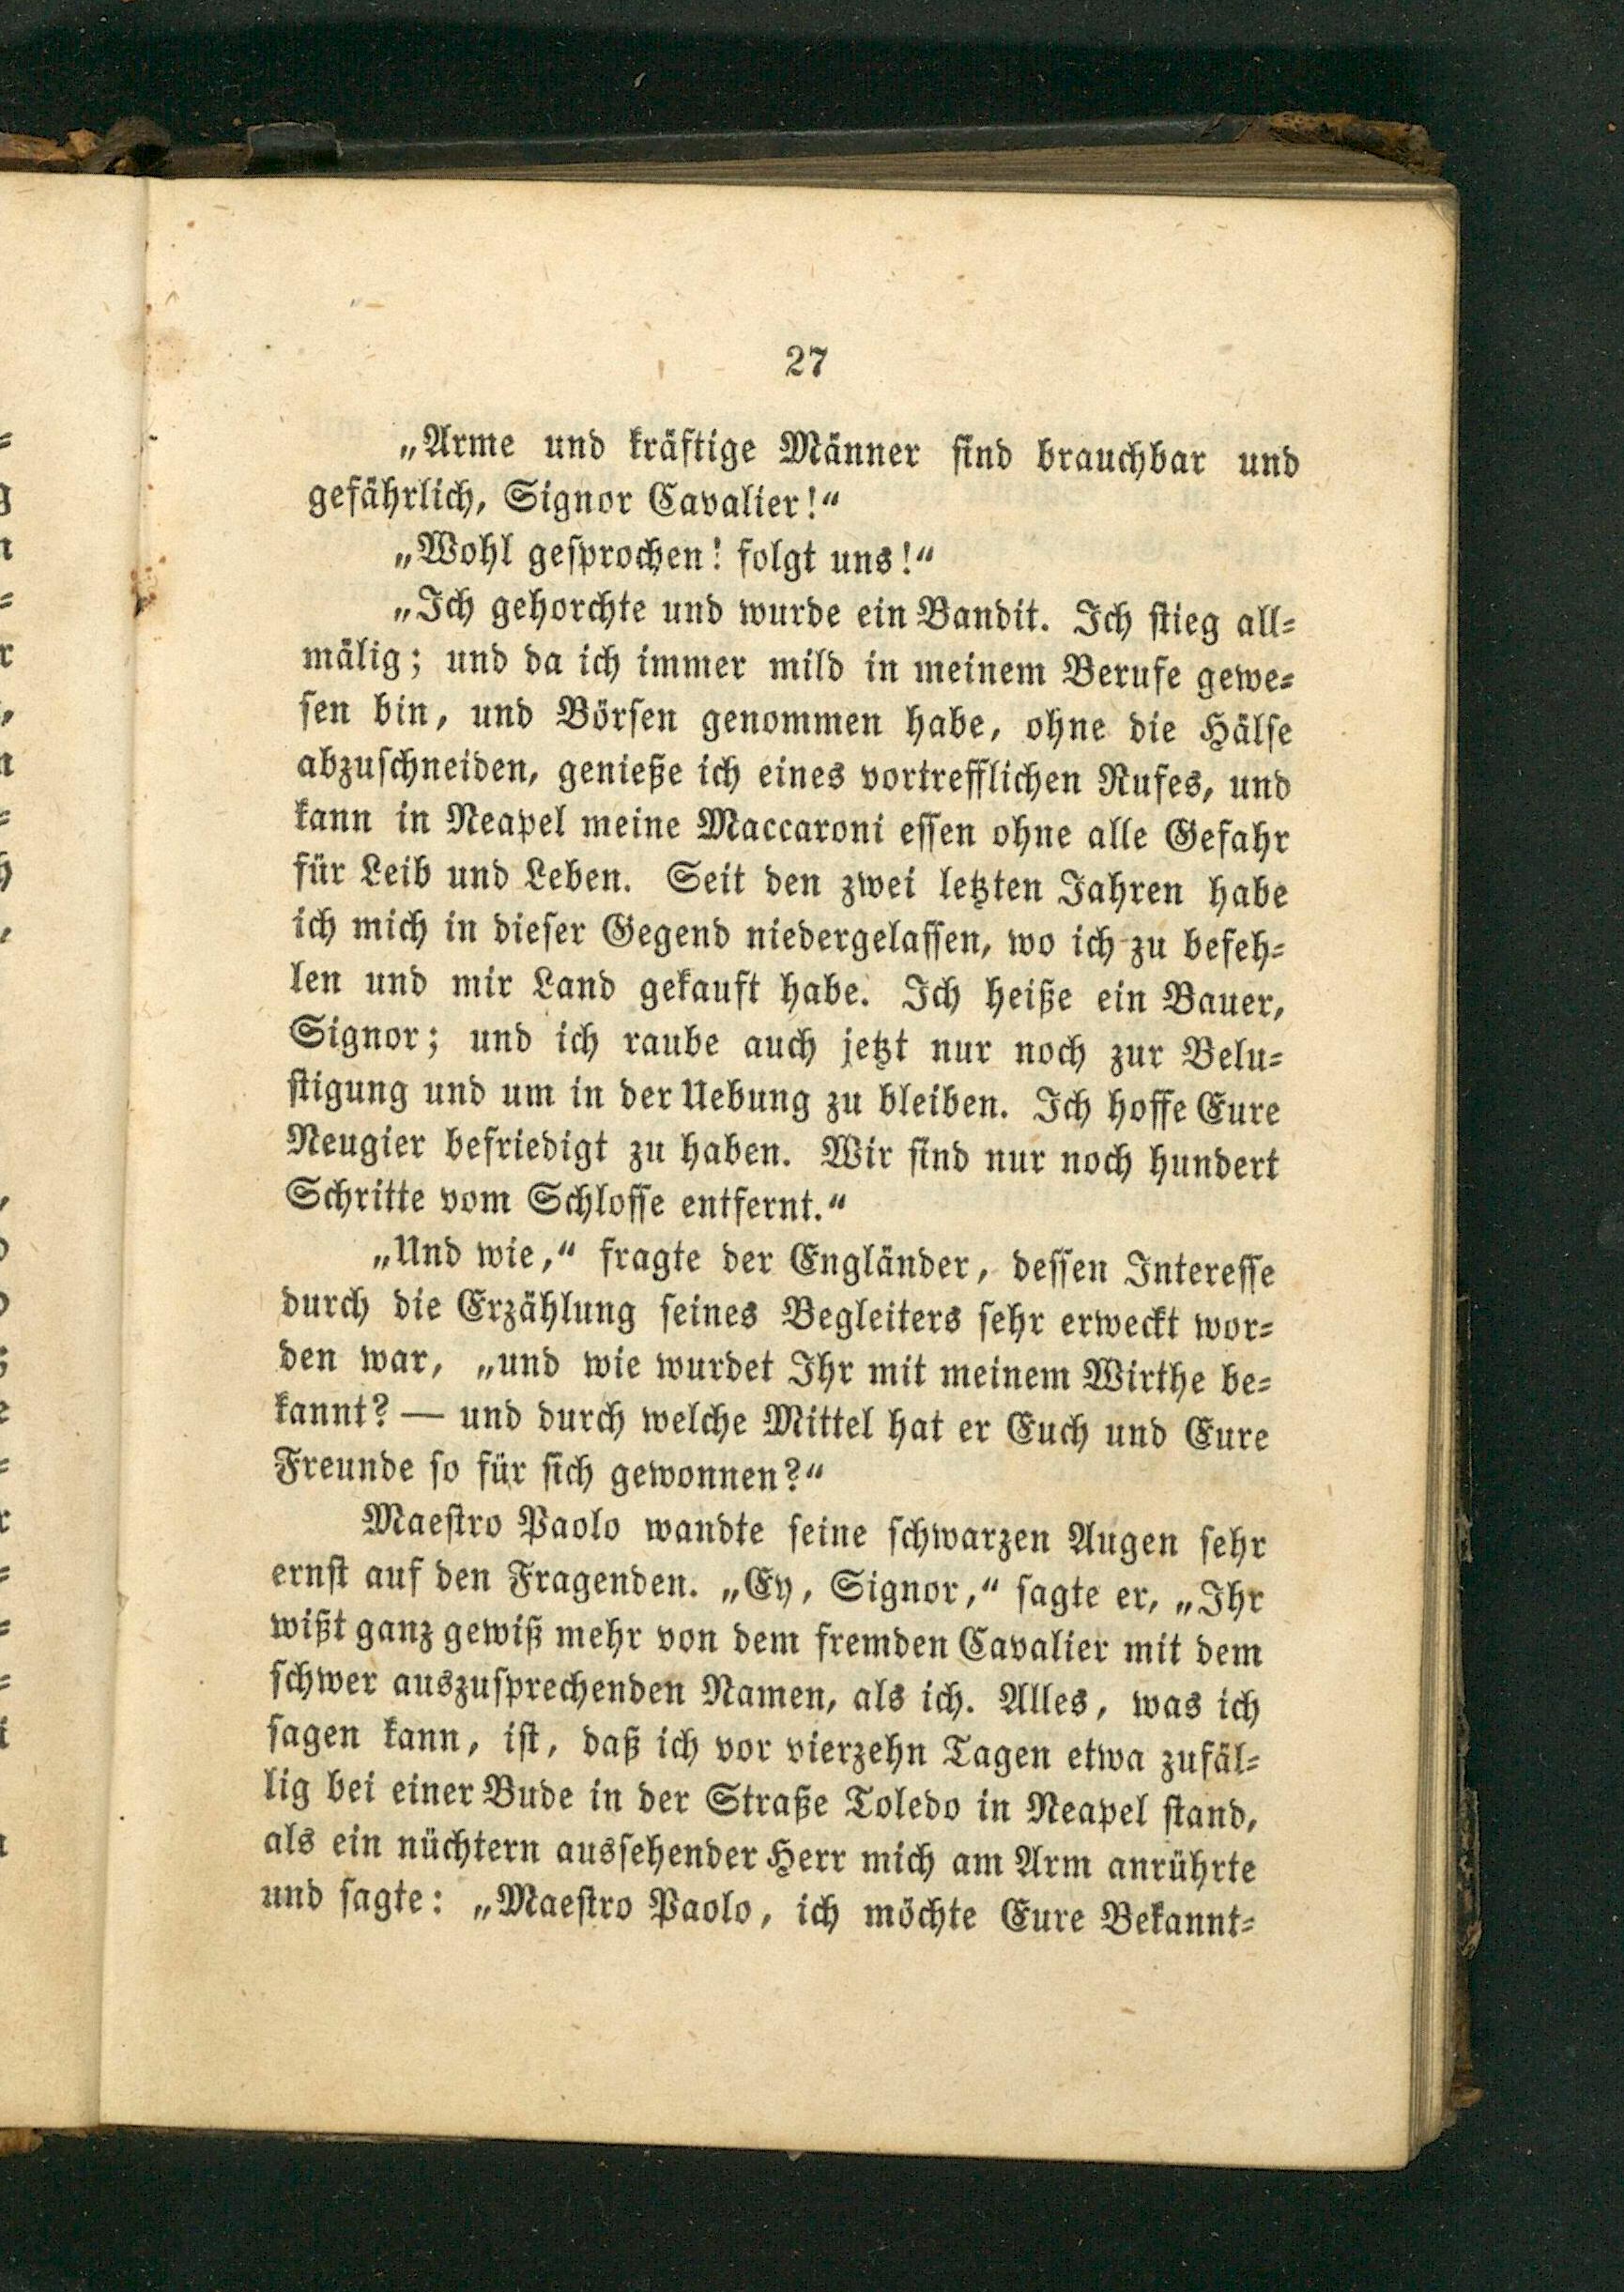 27
„Arme und kräftige Männer sind brauchbar und
gefährlich, Signor Cavalier!“
„Wohl gesprochen! folgt uns!“
„Ich gehorchte und wurde ein Bandit. Ich stieg all-
mälig; und da ich immer mild in meinem Berufe gewe-
sen bin, und Börsen genommen habe, ohne die Hälse
abzuschneiden, genieße ich eines vortrefflichen Rufes, und
kann in Neapel meine Maccaroni essen ohne alle Gefahr
für Leib und Leben. Seit den zwei letzten Jahren habe
ich mich in dieser Gegend niedergelassen, wo ich zu befeh-
len und mir Land gekauft habe. Ich heiße ein Bauer,
Signor; und ich raube auch jetzt nur noch zur Belu-
stigung und um in der Uebung zu bleiben. Ich hoffe Eure
Neugier befriedigt zu haben. Wir sind nur noch hundert
Schritte vom Schlosse entfernt.“
„Und wie,“ fragte der Engländer, dessen Interesse
durch die Erzählung seines Begleiters sehr erweckt wor-
den war, „und wie wurdet Ihr mit meinem Wirthe be-
kannt? — und durch welche Mittel hat er Euch und Eure
Freunde so für sich gewonnen?“
Maestro Paolo wandte seine schwarzen Augen sehr
ernst auf den Fragenden. „Ey, Signor,“ sagte er, „Ihr
wißt ganz gewiß mehr von dem fremden Cavalier mit dem
schwer auszusprechenden Namen, als ich. Alles, was ich
sagen kann, ist, daß ich vor vierzehn Tagen etwa zufäl-
lig bei einer Bude in der Straße Toledo in Neapel stand,
als ein nüchtern aussehender Herr mich am Arm anrührte
und sagte: „Maestro Paolo, ich möchte Eure Bekannt-